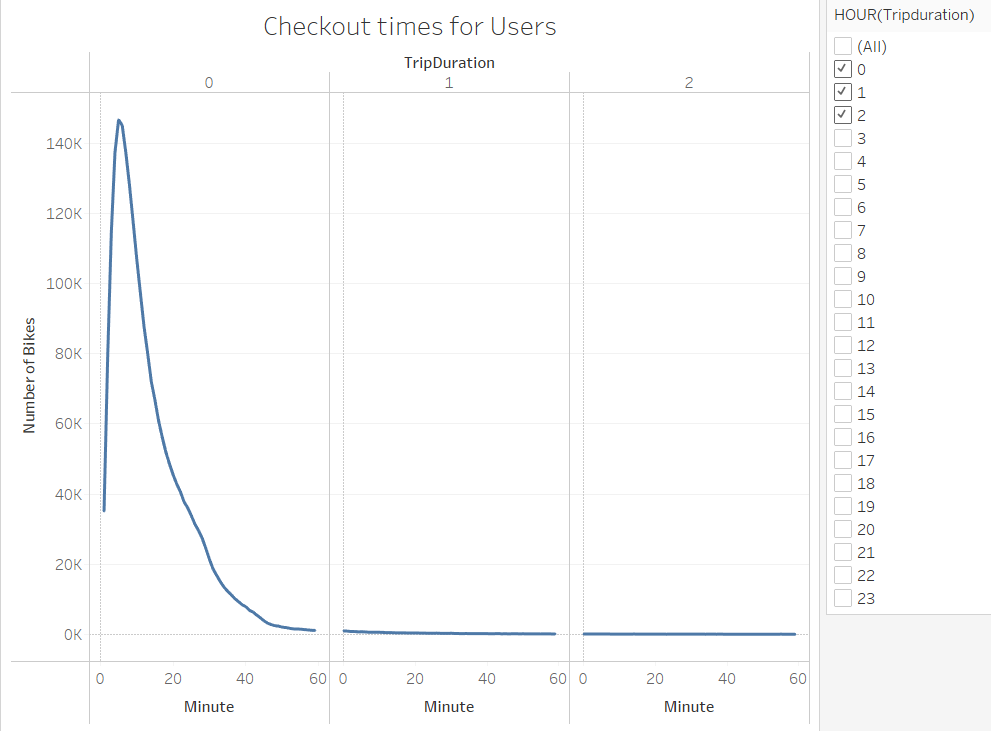 Checkout times for Users
TripDuration
0 1 2
140K
120K
100K
80K
60K
40K
20K
0K
Number of Bikes
0 20 40 60 0 20 40 60 0 20 40 60
Minute Minute Minute
HOUR(Tripduration)
(All)
0
1
2
3
4
5
6
7
8
9
10
11
12
13
14
15
16
17
18
19
20
21
22
23